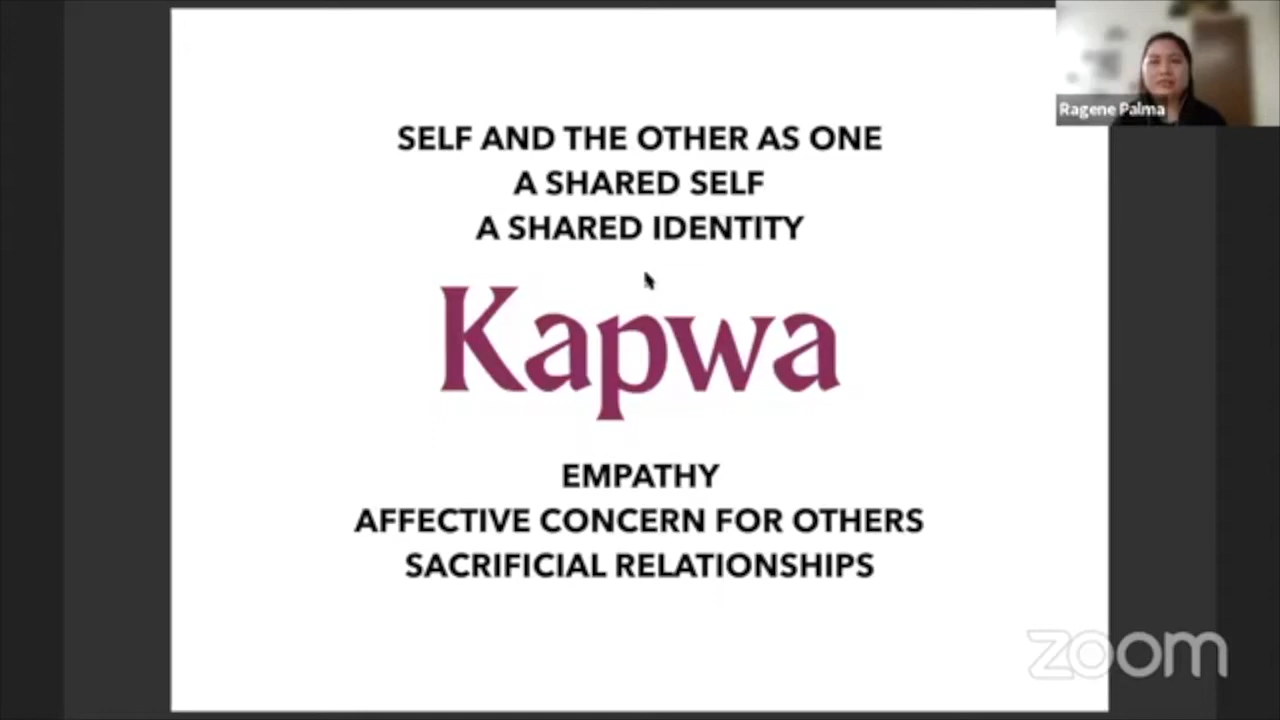 Ragene Palma
SELF AND THE OTHER AS ONE
A SHARED SELF
A SHARED IDENTITY
Kapwa
EMPATHY
AFFECTIVE CONCERN FOR OTHERS
SACRIFICIAL RELATIONSHIPS
zoom